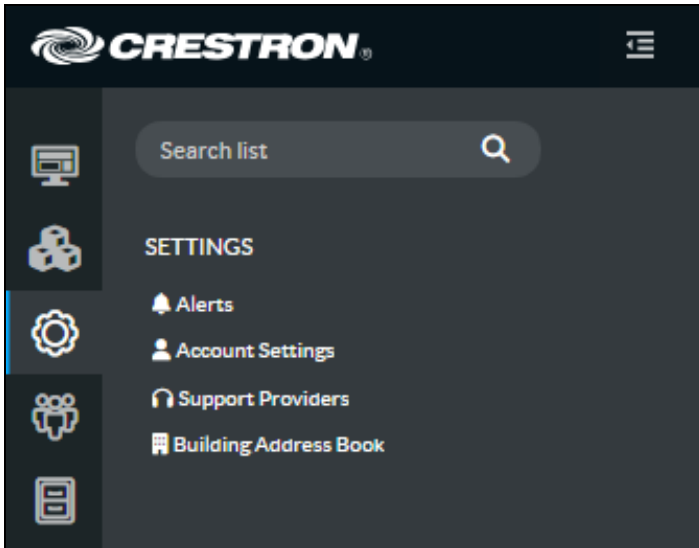 CRESTRON®
Search list
SETTINGS
Alerts
Account Settings
Support Providers
Building Address Book